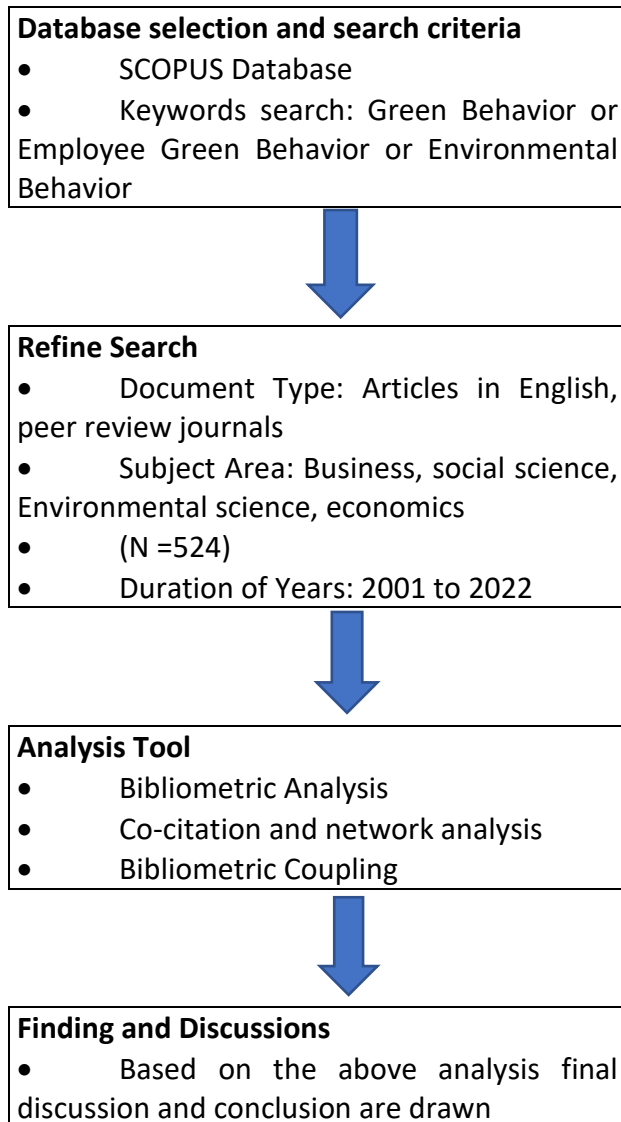 Database selection and search criteria
• SCOPUS Database
• Keywords search: Green Behavior or
Employee Green Behavior or Environmental
Behavior
Refine Search
• Document Type: Articles in English,
peer review journals
• Subject Area: Business, social science,
Environmental science, economics
• (N =524)
• Duration of Years: 2001 to 2022
Analysis Tool
• Bibliometric Analysis
• Co-citation and network analysis
• Bibliometric Coupling
Finding and Discussions
• Based on the above analysis final
discussion and conclusion are drawn